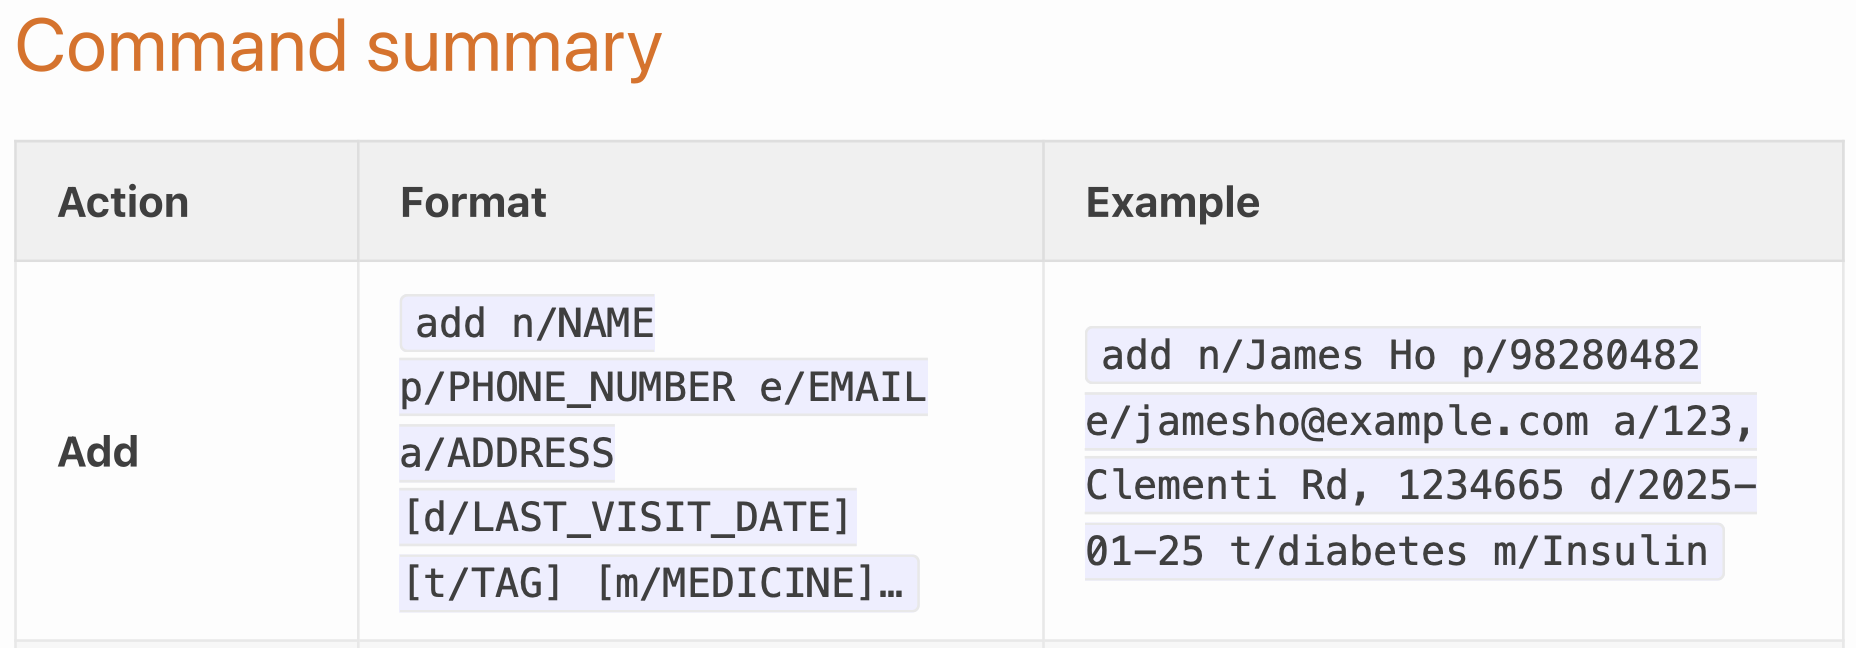 Command summary
Action
Format
Example
Add
add n/NAME
p/PHONE_NUMBER e/EMAIL
a/ADDRESS
[d/LAST_VISIT_DATE]
[t/TAG] [m/MEDICINE]…
add n/James Ho p/98280482
e/jamesho@example.com a/123,
Clementi Rd, 1234665 d/2025-
01-25 t/diabetes m/Insulin